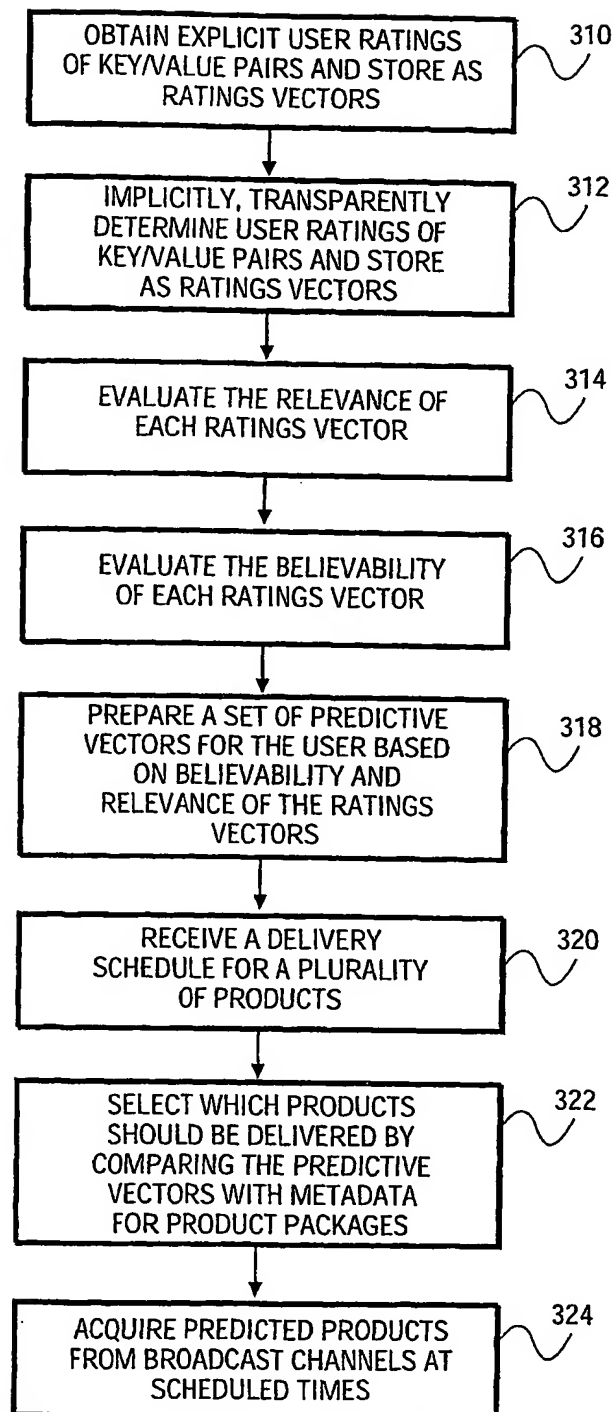 OBTAIN EXPLICIT USER RATINGS
OF KEY/VALUE PAIRS AND STORE AS
RATINGS VECTORS
310
IMPLICITLY, TRANSPARENTLY
DETERMINE USER RATINGS OF
KEY/VALUE PAIRS AND STORE
AS RATINGS VECTORS
312
EVALUATE THE RELEVANCE OF
EACH RATINGS VECTOR
314
EVALUATE THE BELIEVABILITY
OF EACH RATINGS VECTOR
316
PREPARE A SET OF PREDICTIVE
VECTORS FOR THE USER BASED
ON BELIEVABILITY AND
RELEVANCE OF THE RATINGS
VECTORS
318
RECEIVE A DELIVERY
SCHEDULE FOR A PLURALITY
OF PRODUCTS
320
SELECT WHICH PRODUCTS
SHOULD BE DELIVERED BY
COMPARING THE PREDICTIVE
VECTORS WITH METADATA
FOR PRODUCT PACKAGES
322
ACQUIRE PREDICTED PRODUCTS
FROM BROADCAST CHANNELS AT
SCHEDULED TIMES
324